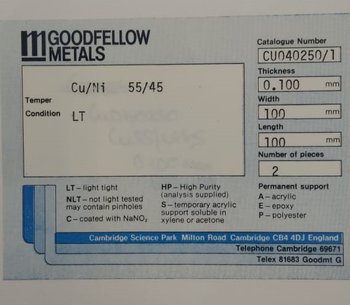 GOODFELLOW
METALS
Catalogue Number
CU040250/1
Thickness
0.100 mm
Width
100 mm
Length
100 mm
Number of pieces
2
Cu/Ni 55/45
Temper
Condition LT
LT – light tight
NLT – not light tested
may contain pinholes
C – coated with NaNO₂
HP – High Purity
(analysis supplied)
S – temporary acrylic
support soluble in
xylene or acetone
Permanent support
A – acrylic
E – epoxy
P – polyester
Cambridge Science Park Milton Road Cambridge CB4 4DJ England
Telephone Cambridge 69671
Telex 81683 Goodmt G